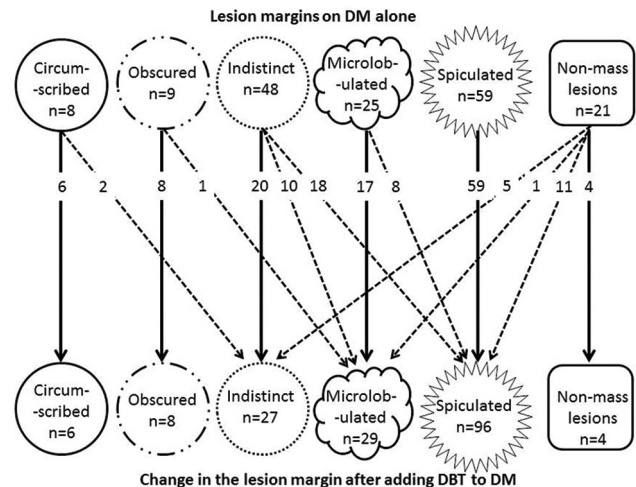 Lesion margins on DM alone
Circum-
-scribed
n=8
Obscured
n=9
Indistinct
n=48
Microlob-
-ulated
n=25
Spiculated
n=59
Non-mass
lesions
n=21
6 2 8 1 20 10 18 17 8 59 5 1 11 4
Circum-
-scribed
n=6
Obscured
n=8
Indistinct
n=27
Microlob-
-ulated
n=29
Spiculated
n=96
Non-mass
lesions
n=4
Change in the lesion margin after adding DBT to DM